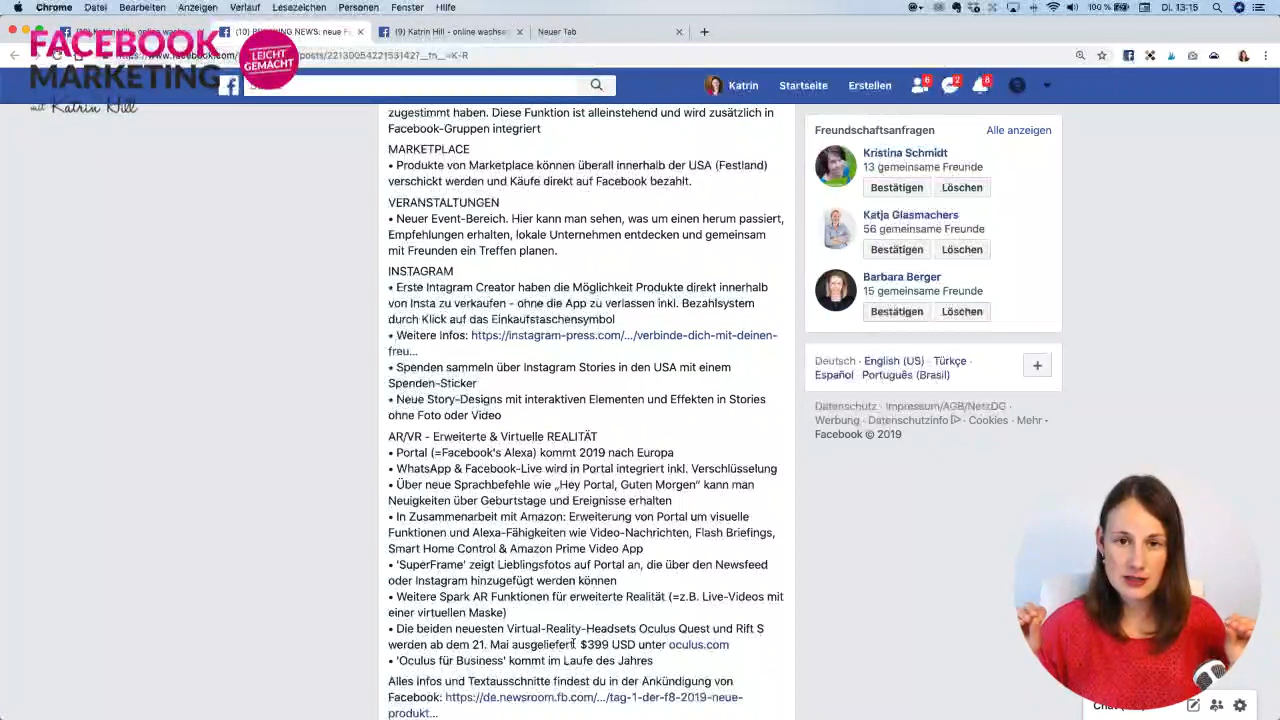 Chrome Ablage Bearbeiten Anzeigen Verlauf Lesezeichen Personen Fenster Hilfe 100 % Di. 13:15
(10) BREAKING NEWS: neue F
(9) Katrin Hill - online wachse
Neuer Tab
FACEBOOK
MARKETING
LEICHT
GEMACHT
mit Katrin Hill
Katrin Startseite Erstellen 6 2 8
zugestimmt haben. Diese Funktion ist alleinstehend und wird zusätzlich in
Facebook-Gruppen integriert
MARKETPLACE
• Produkte von Marketplace können überall innerhalb der USA (Festland)
verschickt werden und Käufe direkt auf Facebook bezahlt.
VERANSTALTUNGEN
• Neuer Event-Bereich. Hier kann man sehen, was um einen herum passiert,
Empfehlungen erhalten, lokale Unternehmen entdecken und gemeinsam
mit Freunden ein Treffen planen.
INSTAGRAM
• Erste Intagram Creator haben die Möglichkeit Produkte direkt innerhalb
von Insta zu verkaufen - ohne die App zu verlassen inkl. Bezahlsystem
durch Klick auf das Einkaufstaschensymbol
• Weitere Infos: https://instagram-press.com/.../verbinde-dich-mit-deinen-
freu...
• Spenden sammeln über Instagram Stories in den USA mit einem
Spenden-Sticker
• Neue Story-Designs mit interaktiven Elementen und Effekten in Stories
ohne Foto oder Video
AR/VR - Erweiterte & Virtuelle REALITÄT
• Portal (=Facebook's Alexa) kommt 2019 nach Europa
• WhatsApp & Facebook-Live wird in Portal integriert inkl. Verschlüsselung
• Über neue Sprachbefehle wie „Hey Portal, Guten Morgen" kann man
Neuigkeiten über Geburtstage und Ereignisse erhalten
• In Zusammenarbeit mit Amazon: Erweiterung von Portal um visuelle
Funktionen und Alexa-Fähigkeiten wie Video-Nachrichten, Flash Briefings,
Smart Home Control & Amazon Prime Video App
• 'SuperFrame' zeigt Lieblingsfotos auf Portal an, die über den Newsfeed
oder Instagram hinzugefügt werden können
• Weitere Spark AR Funktionen für erweiterte Realität (=z.B. Live-Videos mit
einer virtuellen Maske)
• Die beiden neuesten Virtual-Reality-Headsets Oculus Quest und Rift S
werden ab dem 21. Mai ausgeliefert. $399 USD unter oculus.com
• 'Oculus für Business' kommt im Laufe des Jahres
Alles infos und Textausschnitte findest du in der Ankündigung von
Facebook: https://de.newsroom.fb.com/.../tag-1-der-f8-2019-neue-
produkt...
Freundschaftsanfragen Alle anzeigen
Kristina Schmidt
13 gemeinsame Freunde
Bestätigen Löschen
Katja Glasmachers
56 gemeinsame Freunde
Bestätigen Löschen
Barbara Berger
15 gemeinsame Freunde
Bestätigen Löschen
Deutsch · English (US) · Türkçe ·
Español · Português (Brasil)
Datenschutz · Impressum/AGB/NetzDG ·
Werbung · Datenschutzinfo · Cookies · Mehr
Facebook © 2019